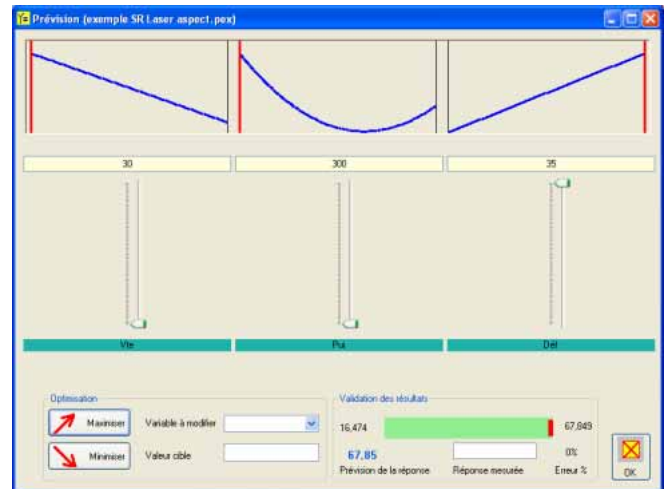 Prévision (exemple SR Laser aspect.pex)
30
300
35
Vte
Pui
Dél
Optimisation
Maximiser
Variable à modifier
Minimiser
Valeur cible
Validation des résultats
16,474
67,849
67,85
0%
Prévision de la réponse
Réponse mesurée
Erreur %
OK